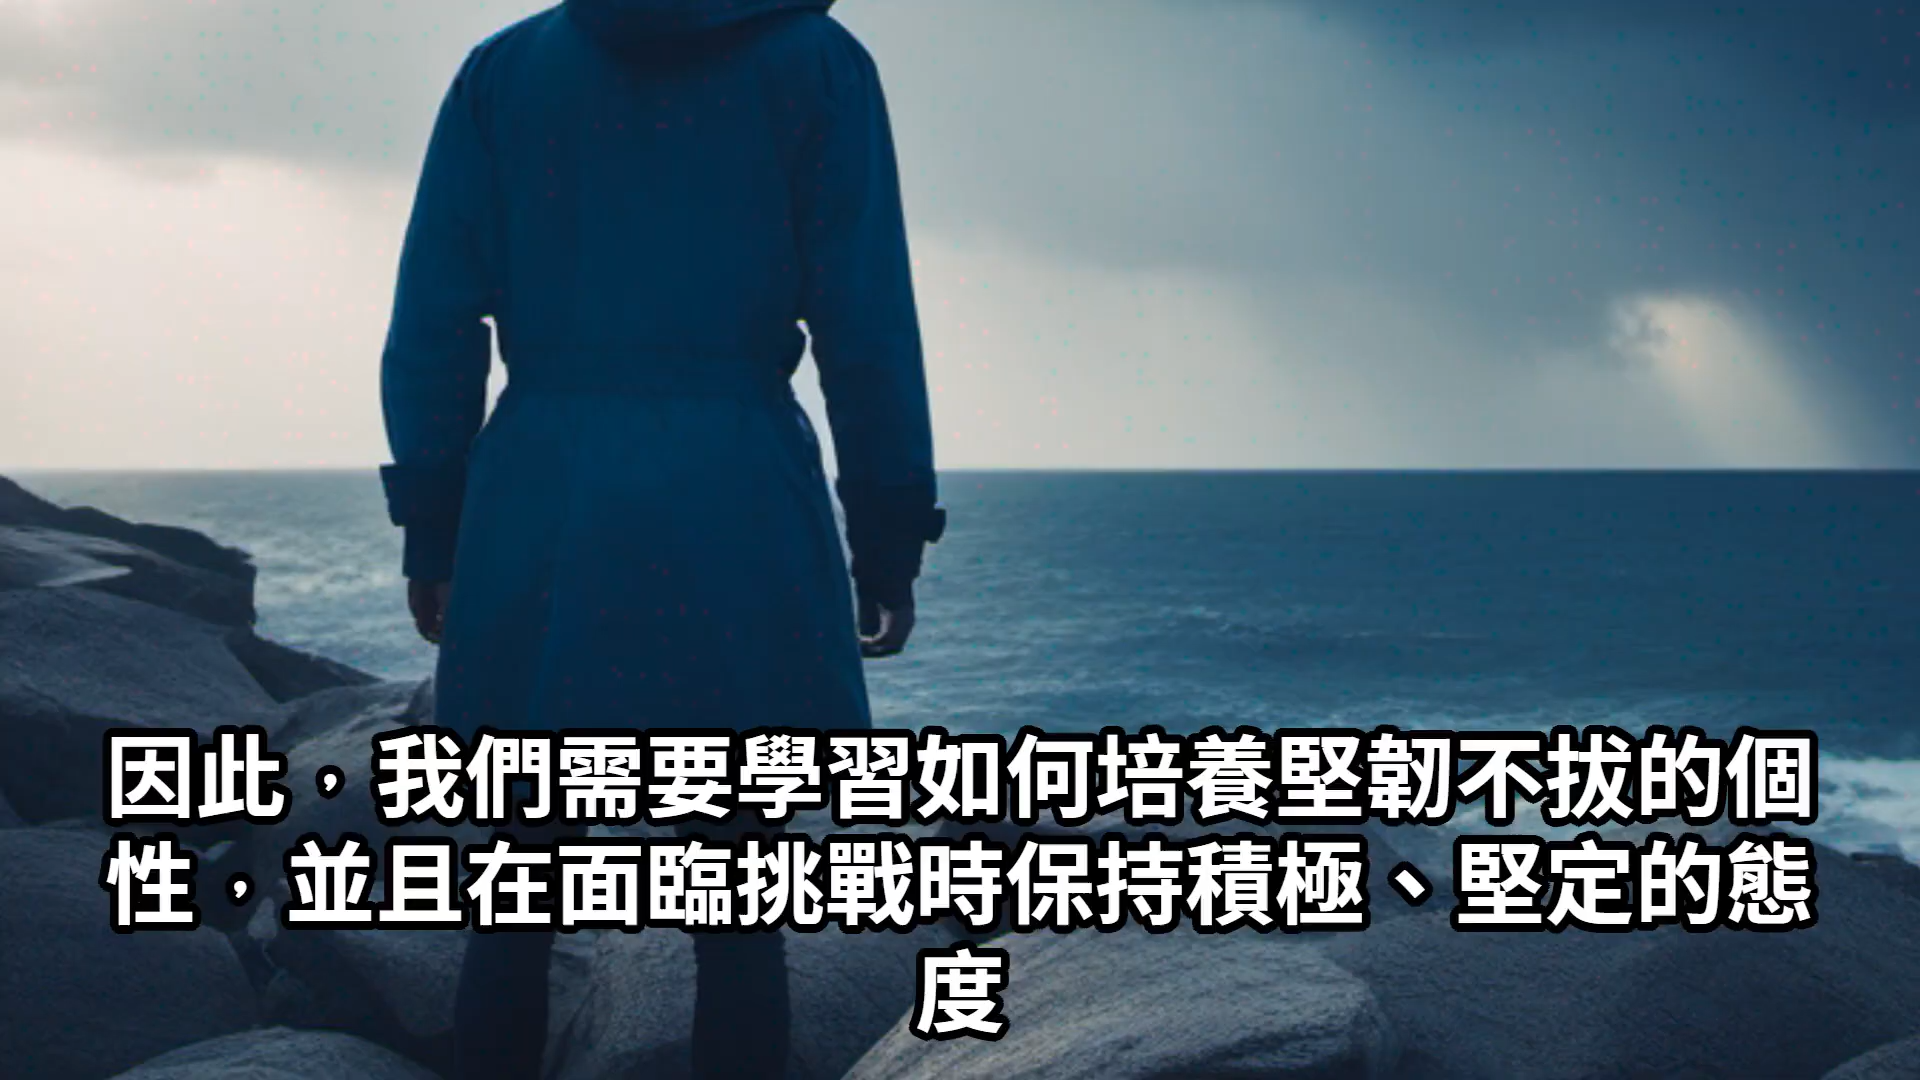 因此，我們需要學習如何培養堅韌不拔的個
性，並且在面臨挑戰時保持積極、堅定的態
度